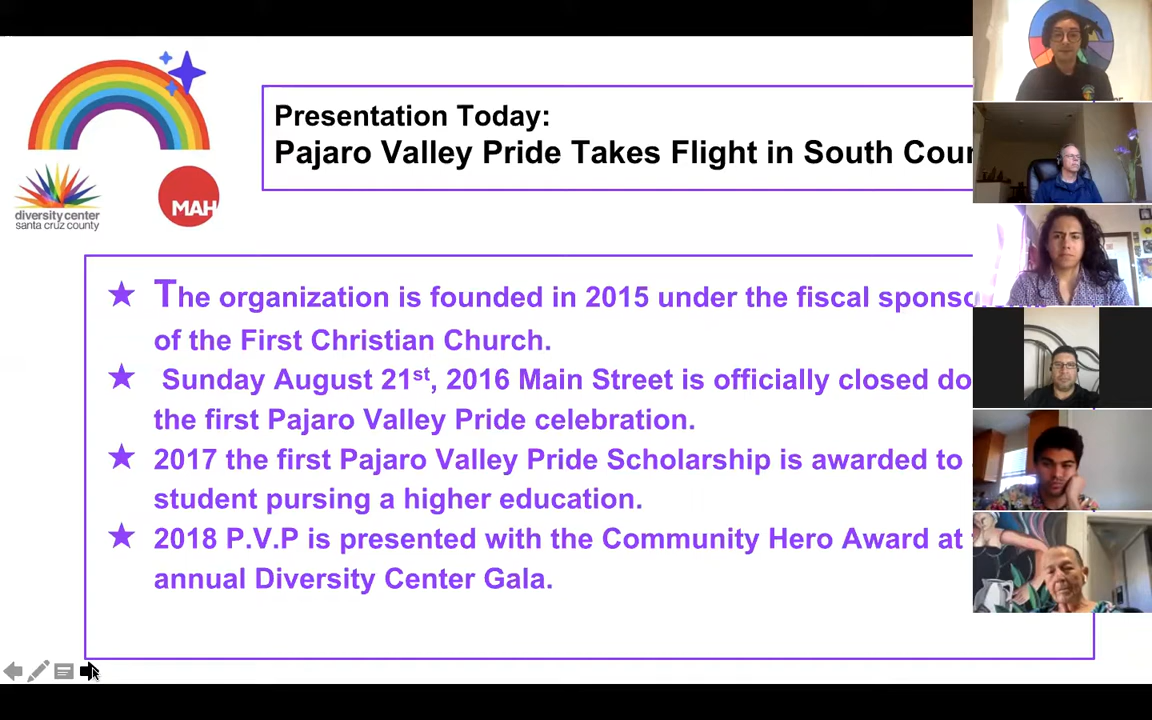 Presentation Today:
Pajaro Valley Pride Takes Flight in South
diversity center
santa cruz county
MAH
The organization is founded in 2015 under the fiscal
of the First Christian Church.
Sunday August 21st, 2016 Main Street is officially closed
the first Pajaro Valley Pride celebration.
2017 the first Pajaro Valley Pride Scholarship is awarded to
student pursing a higher education.
2018 P.V.P is presented with the Community Hero Award at
annual Diversity Center Gala.